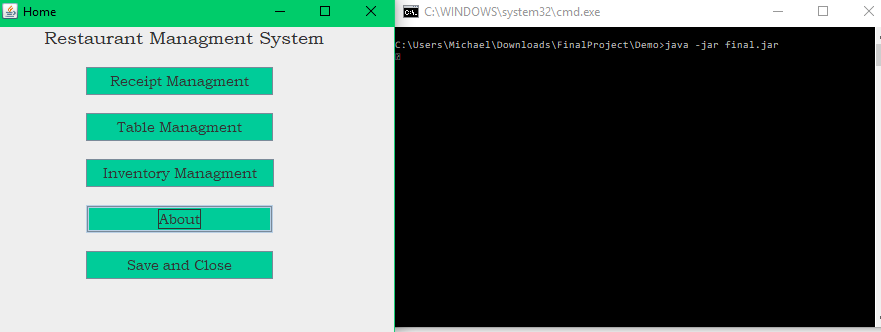 Home
Restaurant Managment System
Receipt Managment
Table Managment
Inventory Managment
About
Save and Close
C:\WINDOWS\system32\cmd.exe
C:\Users\Michael\Downloads\FinalProject\Demo>java -jar final.jar